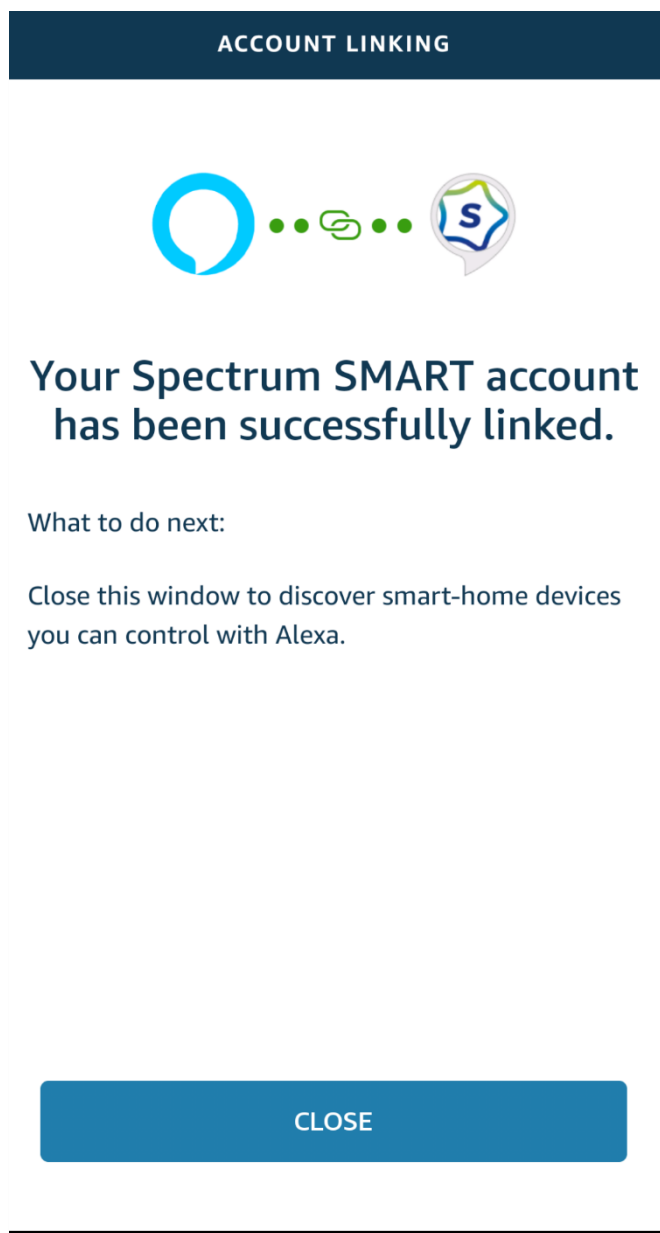 ACCOUNT LINKING
S
Your Spectrum SMART account
has been successfully linked.
What to do next:
Close this window to discover smart-home devices
you can control with Alexa.
CLOSE